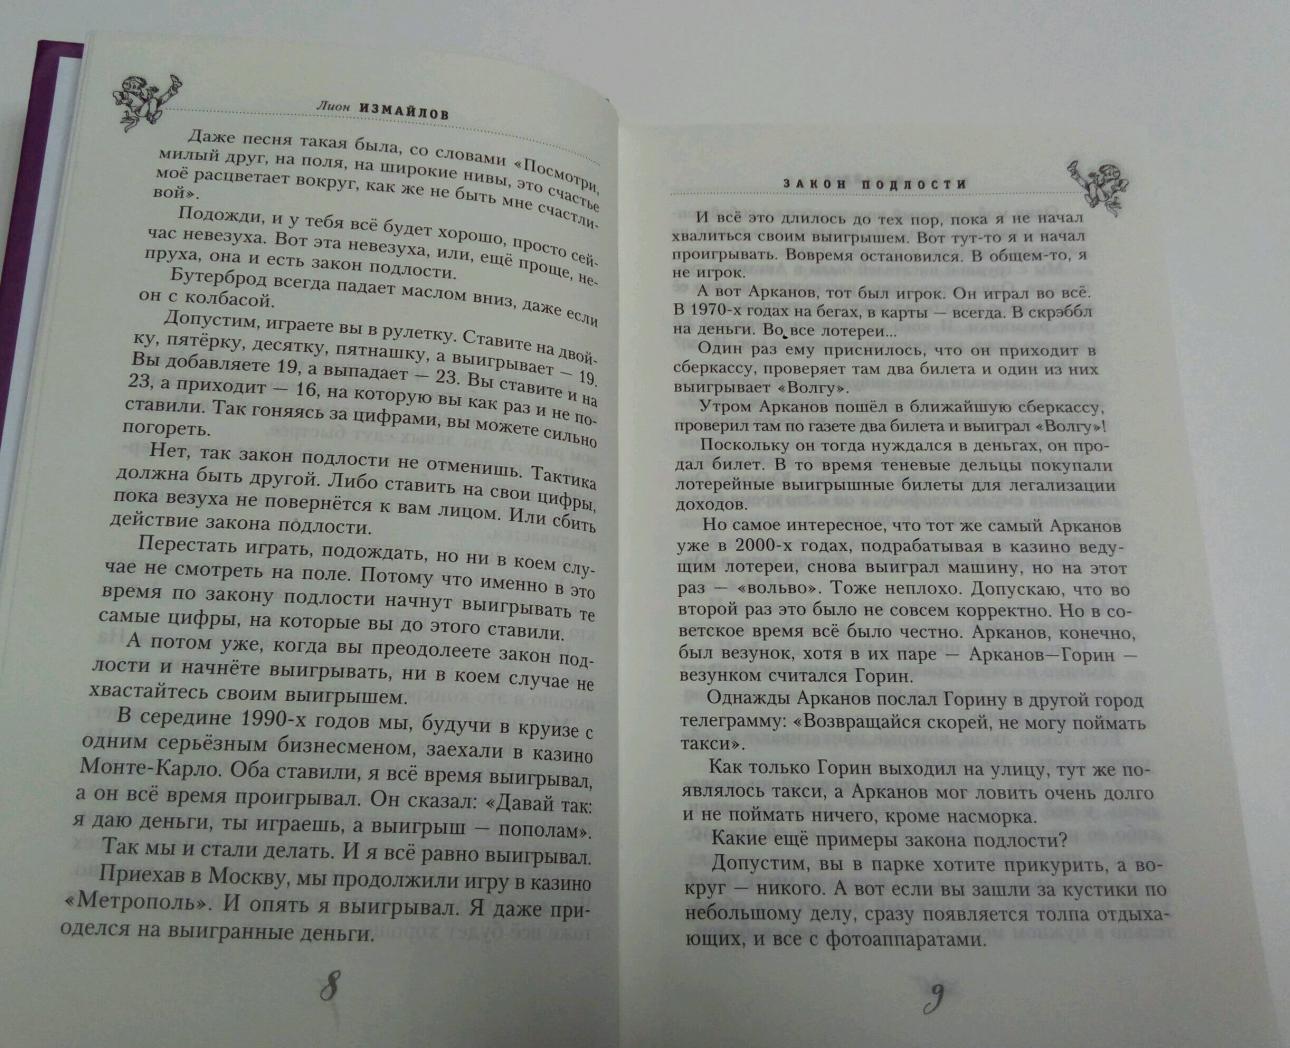 Лион ИЗМАЙЛОВ
Даже песня такая была, со словами «Посмотри,
милый друг, на поля, на широкие нивы, это счастье
моё расцветает вокруг, как же не быть мне счастли-
вой».
Подожди, и у тебя всё будет хорошо, просто сей-
час невезуха. Вот эта невезуха, или, ещё проще, не-
пруха, она и есть закон подлости.
Бутерброд всегда падает маслом вниз, даже если
он с колбасой.
Допустим, играете вы в рулетку. Ставите на двой-
ку, пятёрку, десятку, пятнашку, а выигрывает — 19.
Вы добавляете 19, а выпадает — 23. Вы ставите и на
23, а приходит — 16, на которую вы как раз и не по-
ставили. Так гоняясь за цифрами, вы можете сильно
погореть.
Нет, так закон подлости не отменишь. Тактика
должна быть другой. Либо ставить на свои цифры,
пока везуха не повернётся к вам лицом. Или сбить
действие закона подлости.
Перестать играть, подождать, но ни в коем слу-
чае не смотреть на поле. Потому что именно в это
время по закону подлости начнут выигрывать те
самые цифры, на которые вы до этого ставили.
А потом уже, когда вы преодолеете закон под-
лости и начнёте выигрывать, ни в коем случае не
хвастайтесь своим выигрышем.
В середине 1990-х годов мы, будучи в круизе с
одним серьёзным бизнесменом, заехали в казино
Монте-Карло. Оба ставили, я всё время выигрывал,
а он всё время проигрывал. Он сказал: «Давай так:
я даю деньги, ты играешь, а выигрыш — пополам».
Так мы и стали делать. И я всё равно выигрывал.
Приехав в Москву, мы продолжили игру в казино
«Метрополь». И опять я выигрывал. Я даже при-
оделся на выигранные деньги.
8
ЗАКОН ПОДЛОСТИ
И всё это длилось до тех пор, пока я не начал
хвалиться своим выигрышем. Вот тут-то я и начал
проигрывать. Вовремя остановился. В общем-то, я
не игрок.
А вот Арканов, тот был игрок. Он играл во всё.
В 1970-х годах на бегах, в карты — всегда. В скрэббл
на деньги. Во все лотереи...
Один раз ему приснилось, что он приходит в
сберкассу, проверяет там два билета и один из них
выигрывает «Волгу».
Утром Арканов пошёл в ближайшую сберкассу,
проверил там по газете два билета и выиграл «Волгу»!
Поскольку он тогда нуждался в деньгах, он про-
дал билет. В то время теневые дельцы покупали
лотерейные выигрышные билеты для легализации
доходов.
Но самое интересное, что тот же самый Арканов
уже в 2000-х годах, подрабатывая в казино веду-
щим лотереи, снова выиграл машину, но на этот
раз — «вольво». Тоже неплохо. Допускаю, что во
второй раз это было не совсем корректно. Но в со-
ветское время всё было честно. Арканов, конечно,
был везунок, хотя в их паре — Арканов—Горин —
везунком считался Горин.
Однажды Арканов послал Горину в другой город
телеграмму: «Возвращайся скорей, не могу поймать
такси».
Как только Горин выходил на улицу, тут же по-
являлось такси, а Арканов мог ловить очень долго
и не поймать ничего, кроме насморка.
Какие ещё примеры закона подлости?
Допустим, вы в парке хотите прикурить, а во-
круг — никого. А вот если вы зашли за кустики по
небольшому делу, сразу появляется толпа отдыха-
ющих, и все с фотоаппаратами.
9